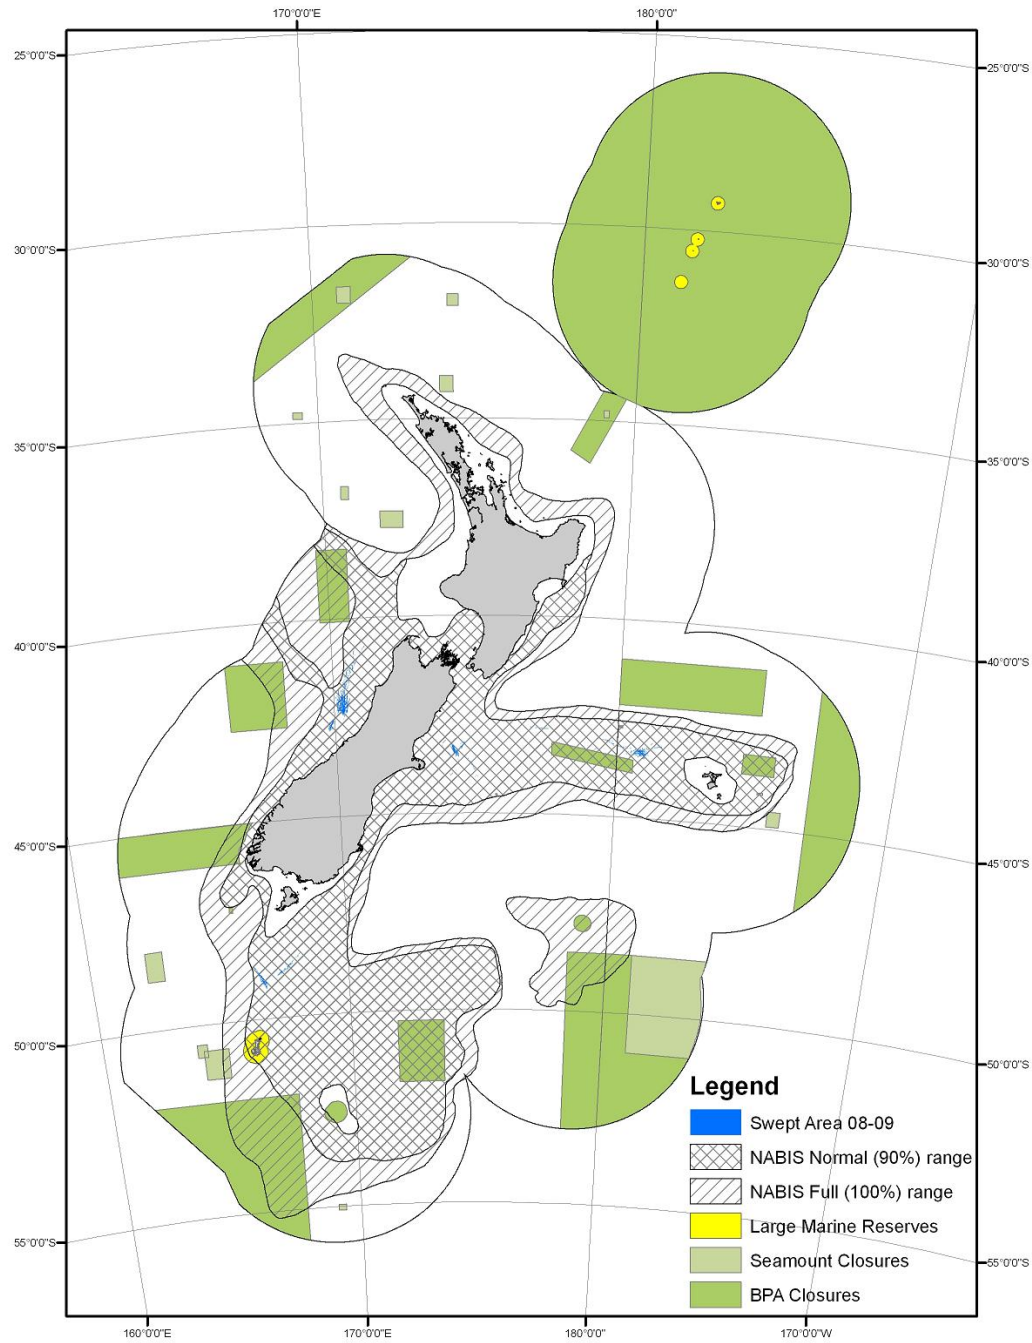 170°0'0"E
180°0'0"
25°0'0"S
25°0'0"S
30°0'0"S
30°0'0"S
35°0'0"S
35°0'0"S
40°0'0"S
40°0'0"S
45°0'0"S
45°0'0"S
50°0'0"S
50°0'0"S
55°0'0"S
55°0'0"S
Legend
Swept Area 08-09
NABIS Normal (90%) range
NABIS Full (100%) range
Large Marine Reserves
Seamount Closures
BPA Closures
160°0'0"E
170°0'0"E
180°0'0"
170°0'0"W